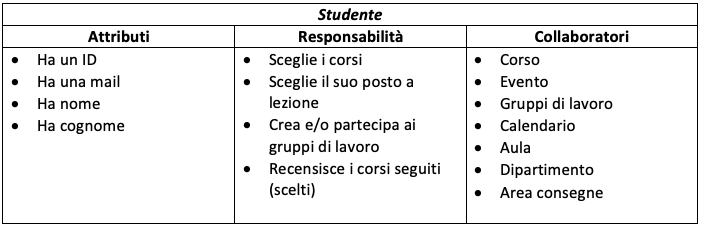 Studente
Attributi
Responsabilità
Collaboratori
• Ha un ID
• Ha una mail
• Ha nome
• Ha cognome
• Sceglie i corsi
• Sceglie il suo posto a
lezione
• Crea e/o partecipa ai
gruppi di lavoro
• Recensisce i corsi seguiti
(scelti)
• Corso
• Evento
• Gruppi di lavoro
• Calendario
• Aula
• Dipartimento
• Area consegne